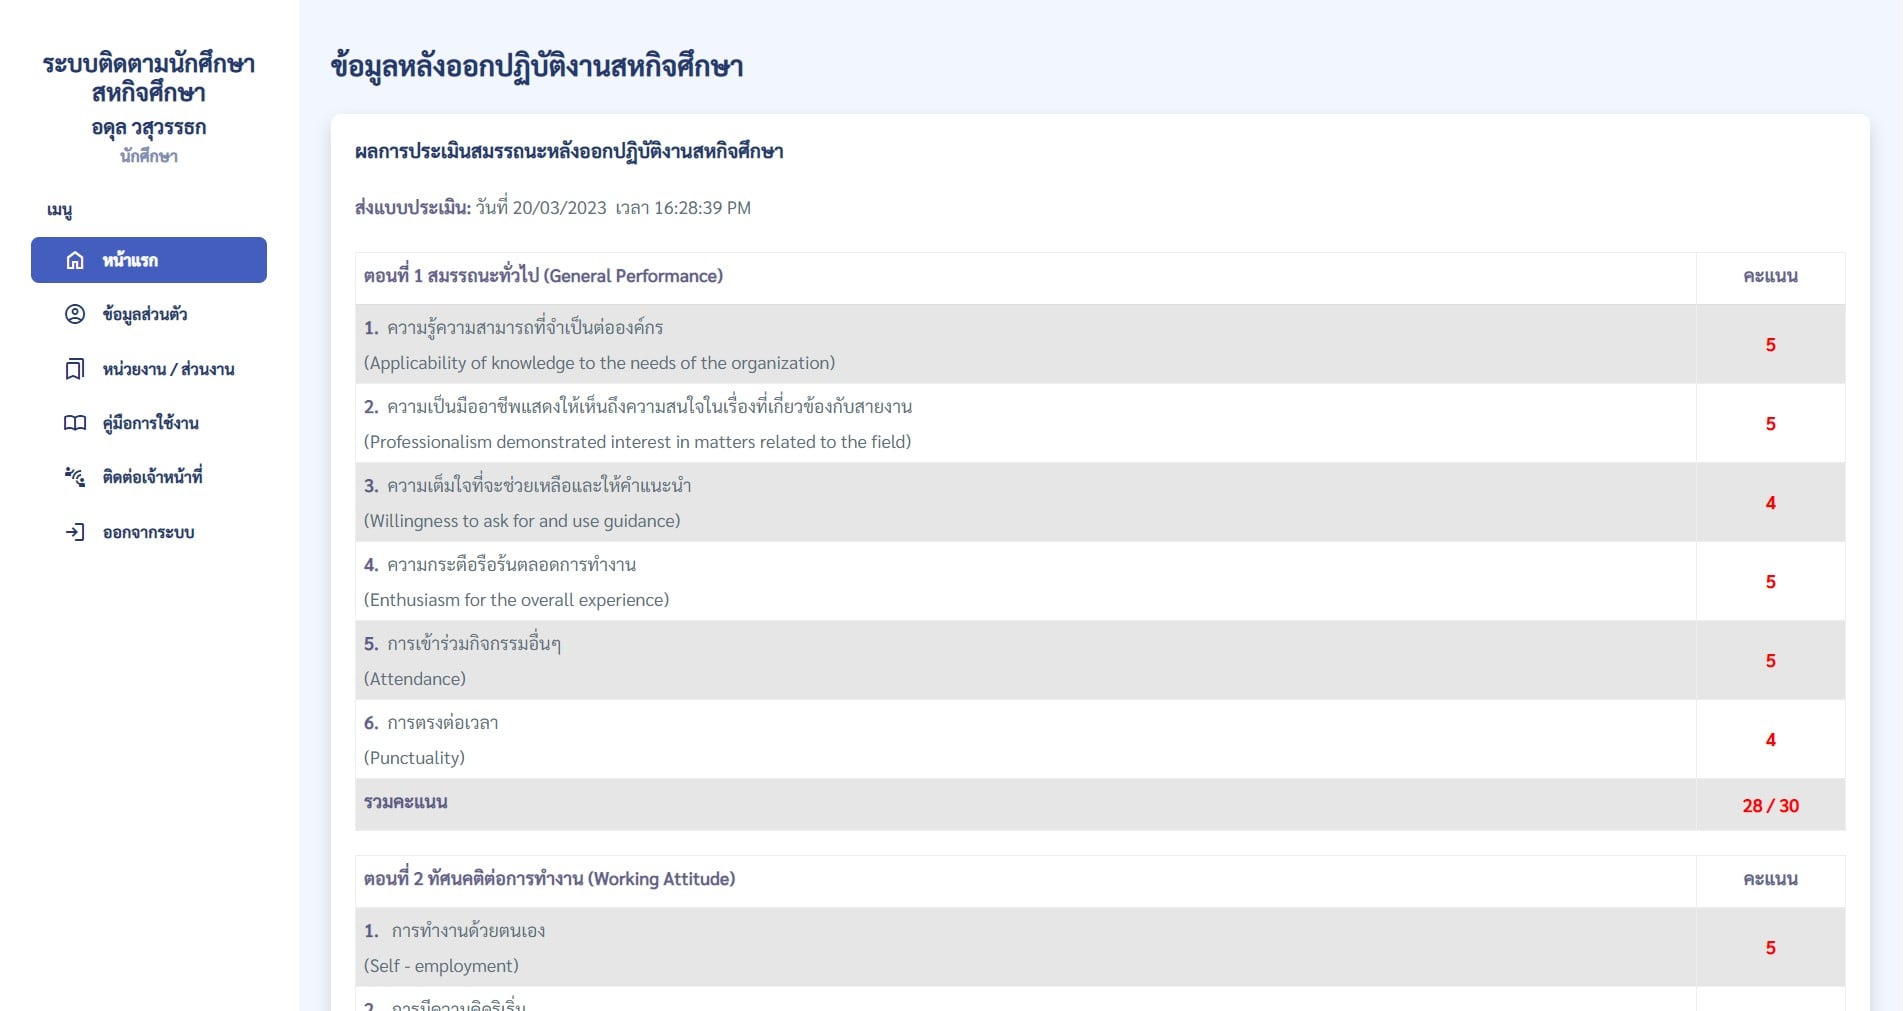 ระบบติดตามนักศึกษา
สหกิจศึกษา
อดุล วสุวรรธก
นักศึกษา
เมนู
หน้าแรก
ข้อมูลส่วนตัว
หน่วยงาน / ส่วนงาน
คู่มือการใช้งาน
ติดต่อเจ้าหน้าที่
ออกจากระบบ
ข้อมูลหลังออกปฏิบัติงานสหกิจศึกษา
ผลการประเมินสมรรถนะหลังออกปฏิบัติงานสหกิจศึกษา
ส่งแบบประเมิน: วันที่ 20/03/2023 เวลา 16:28:39 PM
ตอนที่ 1 สมรรถนะทั่วไป (General Performance) คะแนน
1. ความรู้ความสามารถที่จำเป็นต่อองค์กร
(Applicability of knowledge to the needs of the organization)
5
2. ความเป็นมืออาชีพแสดงให้เห็นถึงความสนใจในเรื่องที่เกี่ยวข้องกับสายงาน
(Professionalism demonstrated interest in matters related to the field)
5
3. ความเต็มใจที่จะช่วยเหลือและให้คำแนะนำ
(Willingness to ask for and use guidance)
4
4. ความกระตือรือร้นตลอดการทำงาน
(Enthusiasm for the overall experience)
5
5. การเข้าร่วมกิจกรรมอื่นๆ
(Attendance)
5
6. การตรงต่อเวลา
(Punctuality)
4
รวมคะแนน 28 / 30
ตอนที่ 2 ทัศนคติต่อการทำงาน (Working Attitude) คะแนน
1. การทำงานด้วยตนเอง
(Self - employment)
5
2. การมีความคิดริเริ่ม